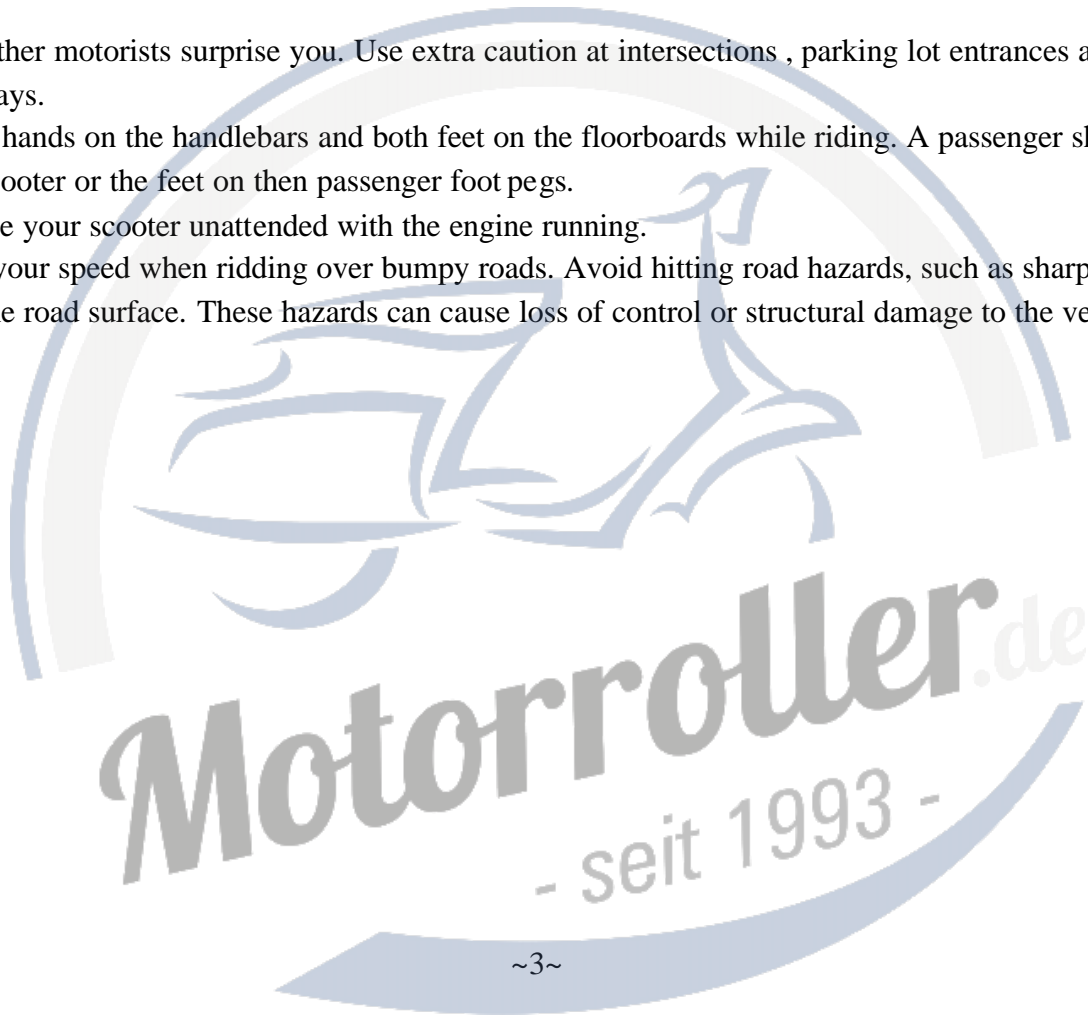 ther motorists surprise you. Use extra caution at intersections , parking lot entrances a
ays.
hands on the handlebars and both feet on the floorboards while riding. A passenger sh
ooter or the feet on then passenger foot pegs.
e your scooter unattended with the engine running.
your speed when ridding over bumpy roads. Avoid hitting road hazards, such as sharp
e road surface. These hazards can cause loss of control or structural damage to the ve
Motorroller.de
- seit 1993 -
~3~